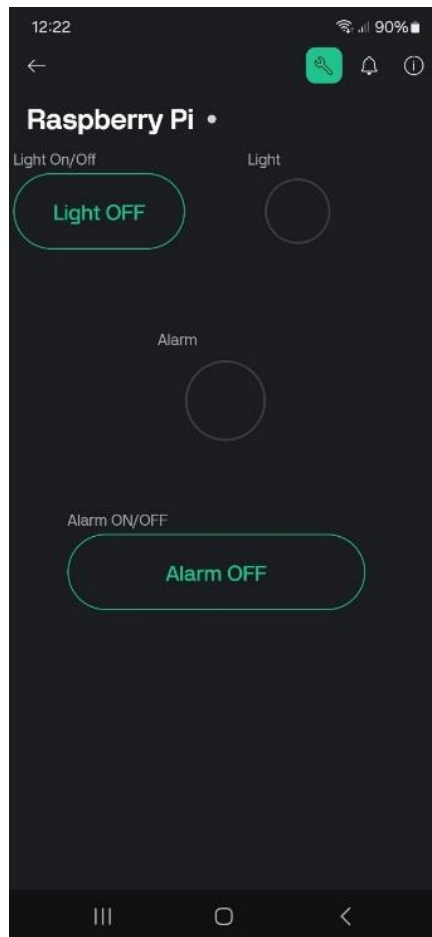 12:22 90%
Raspberry Pi
Light On/Off Light
Light OFF
Alarm
Alarm ON/OFF
Alarm OFF